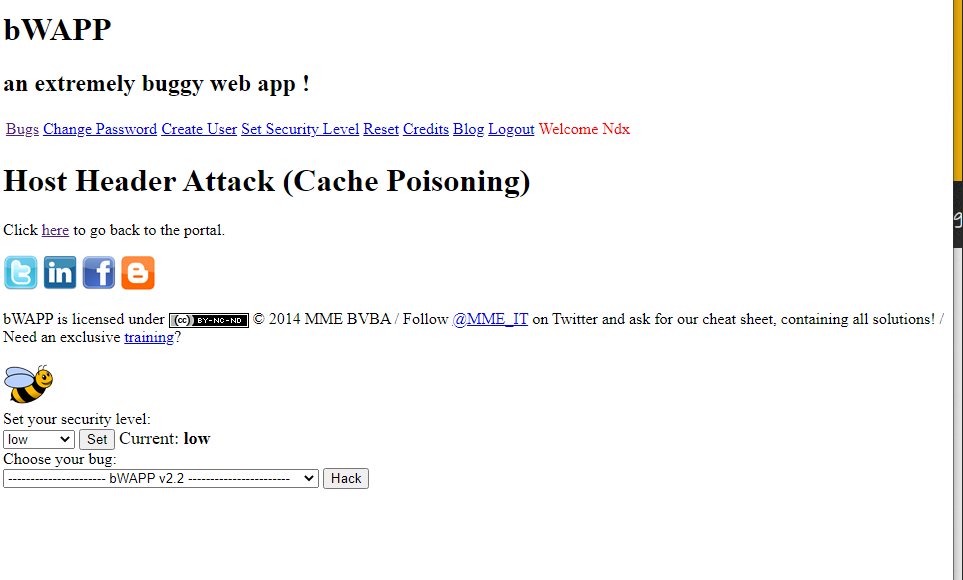 bWAPP
an extremely buggy web app !
Bugs Change Password Create User Set Security Level Reset Credits Blog Logout Welcome Ndx
Host Header Attack (Cache Poisoning)
Click here to go back to the portal.
bWAPP is licensed under (cc) BY-NC-ND © 2014 MME BVBA / Follow @MME_IT on Twitter and ask for our cheat sheet, containing all solutions! /
Need an exclusive training?
Set your security level:
low Set Current: low
Choose your bug:
---------------------- bWAPP v2.2 ----------------------- Hack